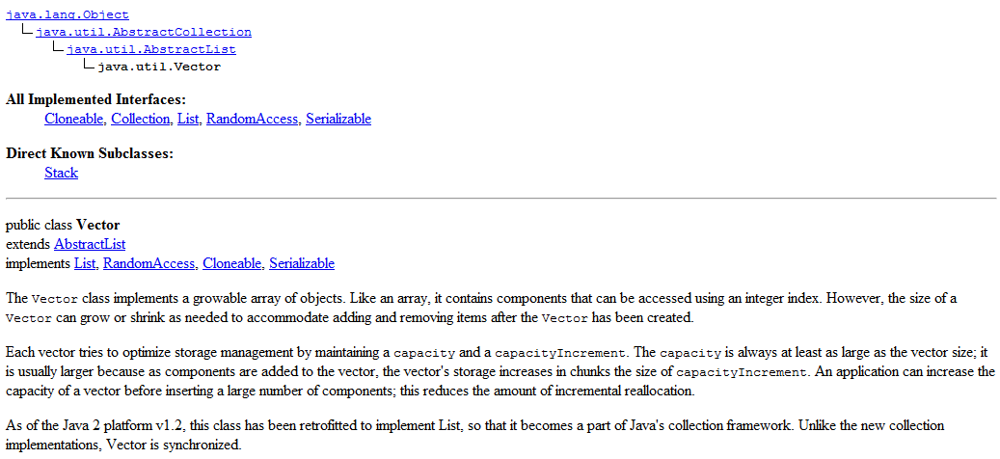 java.lang.Object
java.util.AbstractCollection
java.util.AbstractList
java.util.Vector
All Implemented Interfaces:
Cloneable, Collection, List, RandomAccess, Serializable
Direct Known Subclasses:
Stack
public class Vector
extends AbstractList
implements List, RandomAccess, Cloneable, Serializable
The Vector class implements a growable array of objects. Like an array, it contains components that can be accessed using an integer index. However, the size of a
Vector can grow or shrink as needed to accommodate adding and removing items after the Vector has been created.
Each vector tries to optimize storage management by maintaining a capacity and a capacityIncrement. The capacity is always at least as large as the vector size; it
is usually larger because as components are added to the vector, the vector's storage increases in chunks the size of capacityIncrement. An application can increase the
capacity of a vector before inserting a large number of components; this reduces the amount of incremental reallocation.
As of the Java 2 platform v1.2, this class has been retrofitted to implement List, so that it becomes a part of Java's collection framework. Unlike the new collection
implementations, Vector is synchronized.